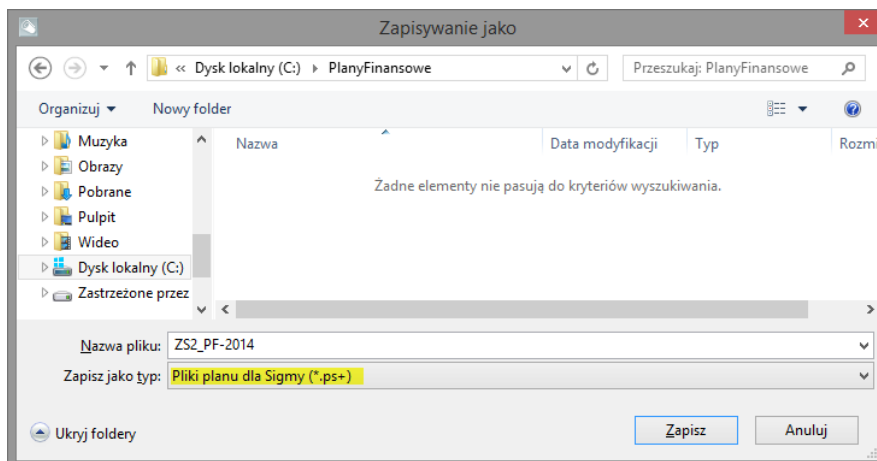 Zapisywanie jako
« Dysk lokalny (C:) PlanyFinansowe Przeszukaj: PlanyFinansowe
Organizuj Nowy folder
Nazwa Data modyfikacji Typ Rozmi
Żadne elementy nie pasują do kryteriów wyszukiwania.
Muzyka
Obrazy
Pobrane
Pulpit
Wideo
Dysk lokalny (C:)
Zastrzeżone przez
Nazwa pliku: ZS2_PF-2014
Zapisz jako typ: Pliki planu dla Sigmy (*.ps+)
Ukryj foldery Zapisz Anuluj